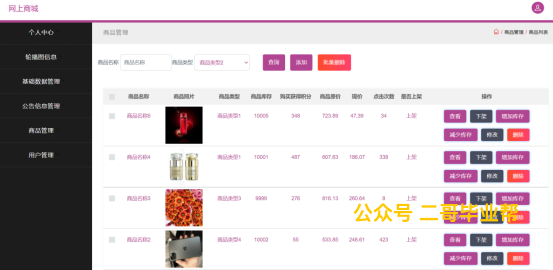 网上商城
个人中心
商品管理
/ 商品管理 / 商品列表
轮播图信息
商品名称 商品名称 商品类型 商品类型2 查询 添加 批量删除
基础数据管理
公告信息管理
商品名称 商品照片 商品类型 商品库存 购买获得积分 商品原价 现价 点击次数 是否上架 操作
商品管理
商品名称5 商品类型1 10005 348 723.89 47.39 34 上架 查看 下架 增加库存
减少库存 修改 删除
用户管理
商品名称4 商品类型1 10001 487 607.63 186.07 338 上架 查看 下架 增加库存
减少库存 修改 删除
商品名称3 商品类型3 9999 276 816.13 260.64 8 上架 查看 下架 增加库存
减少库存 修改 删除
公众号 二哥毕业帮
商品名称2 商品类型4 10002 55 533.85 248.61 423 上架 查看 下架 增加库存
减少库存 修改 删除